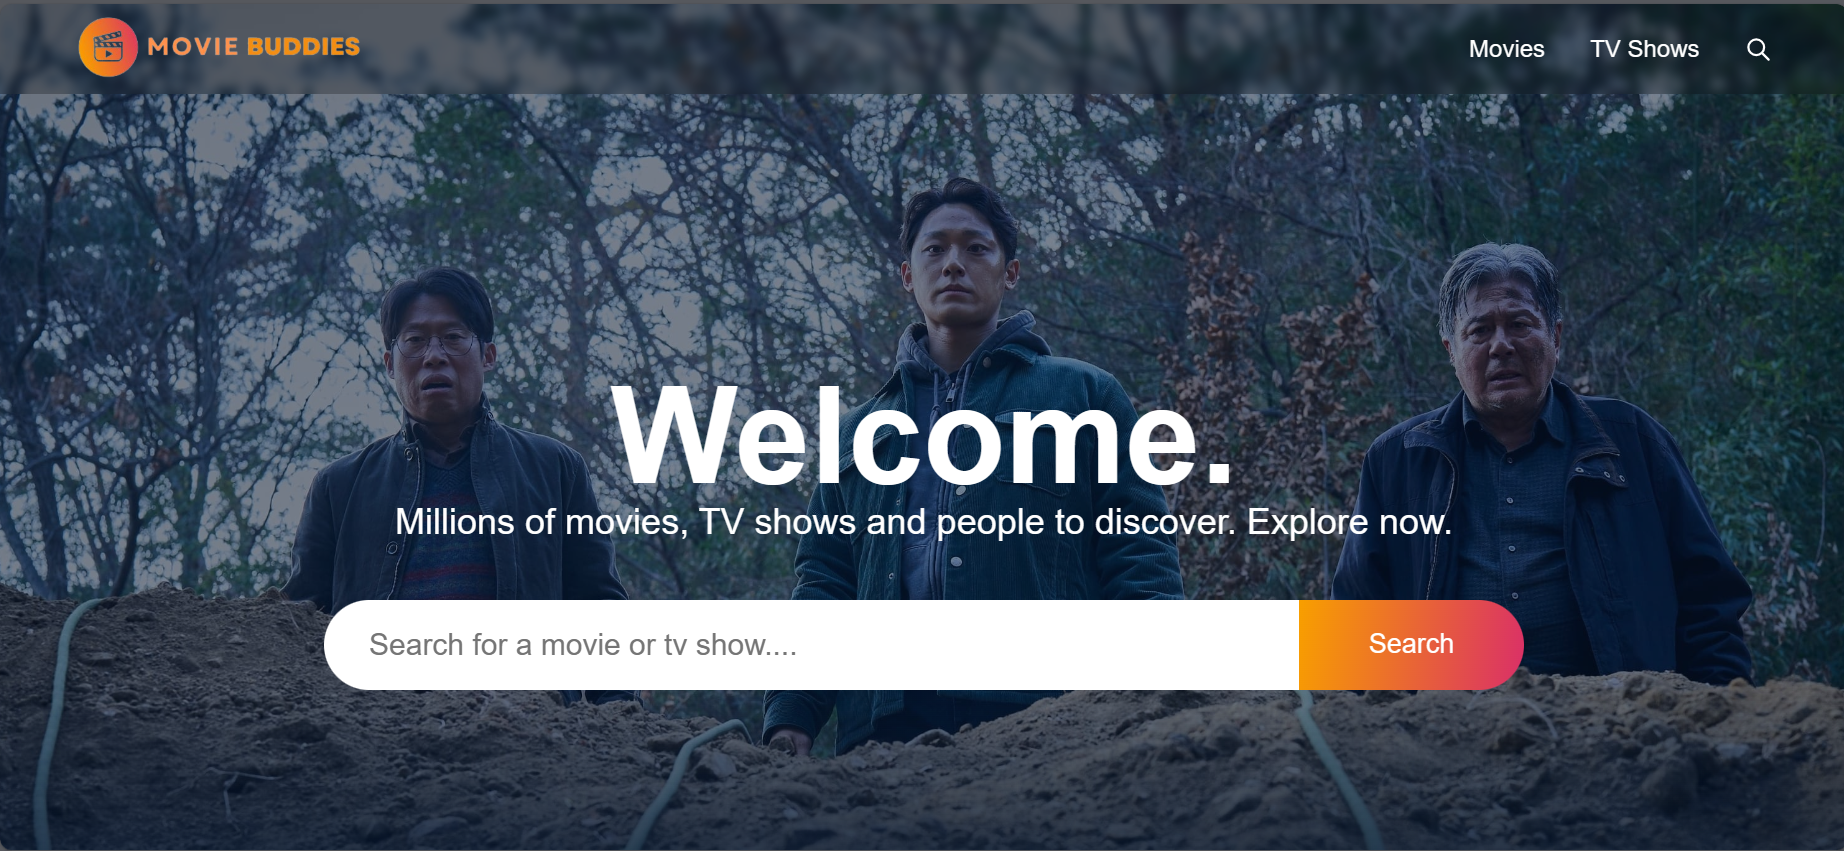 MOVIE BUDDIES
Movies
TV Shows
Welcome.
Millions of movies, TV shows and people to discover. Explore now.
Search for a movie or tv show....
Search